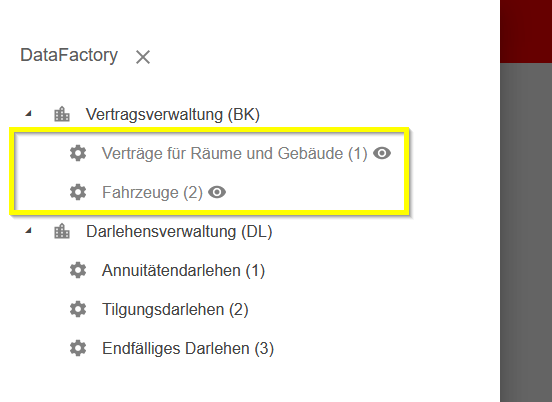 DataFactory
Vertragsverwaltung (BK)
Verträge für Räume und Gebäude (1)
Fahrzeuge (2)
Darlehensverwaltung (DL)
Annuitätendarlehen (1)
Tilgungsdarlehen (2)
Endfälliges Darlehen (3)